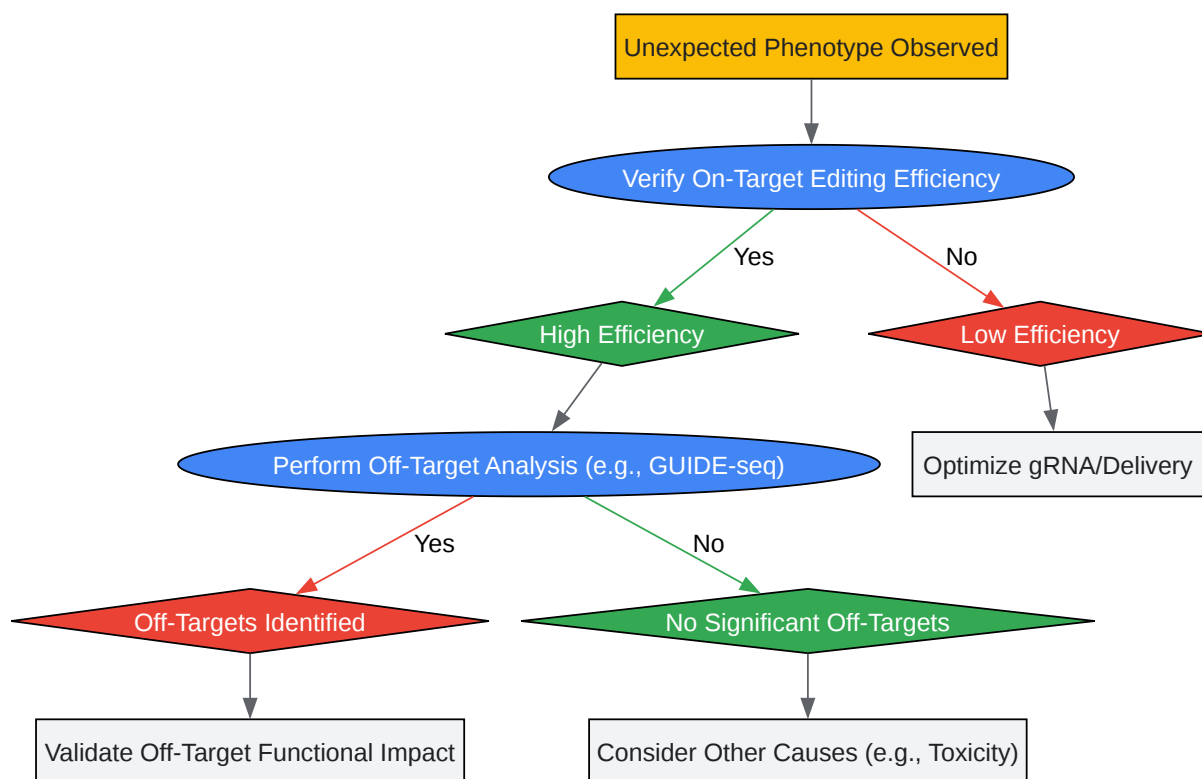 Unexpected Phenotype Observed
Verify On-Target Editing Efficiency
Yes
No
High Efficiency
Low Efficiency
Perform Off-Target Analysis (e.g., GUIDE-seq)
Optimize gRNA/Delivery
Yes
No
Off-Targets Identified
No Significant Off-Targets
Validate Off-Target Functional Impact
Consider Other Causes (e.g., Toxicity)